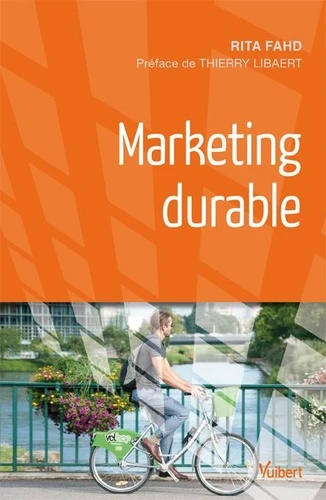 RITA FAHD
Préface de THIERRY LIBAERT
Marketing
durable
Vuibert